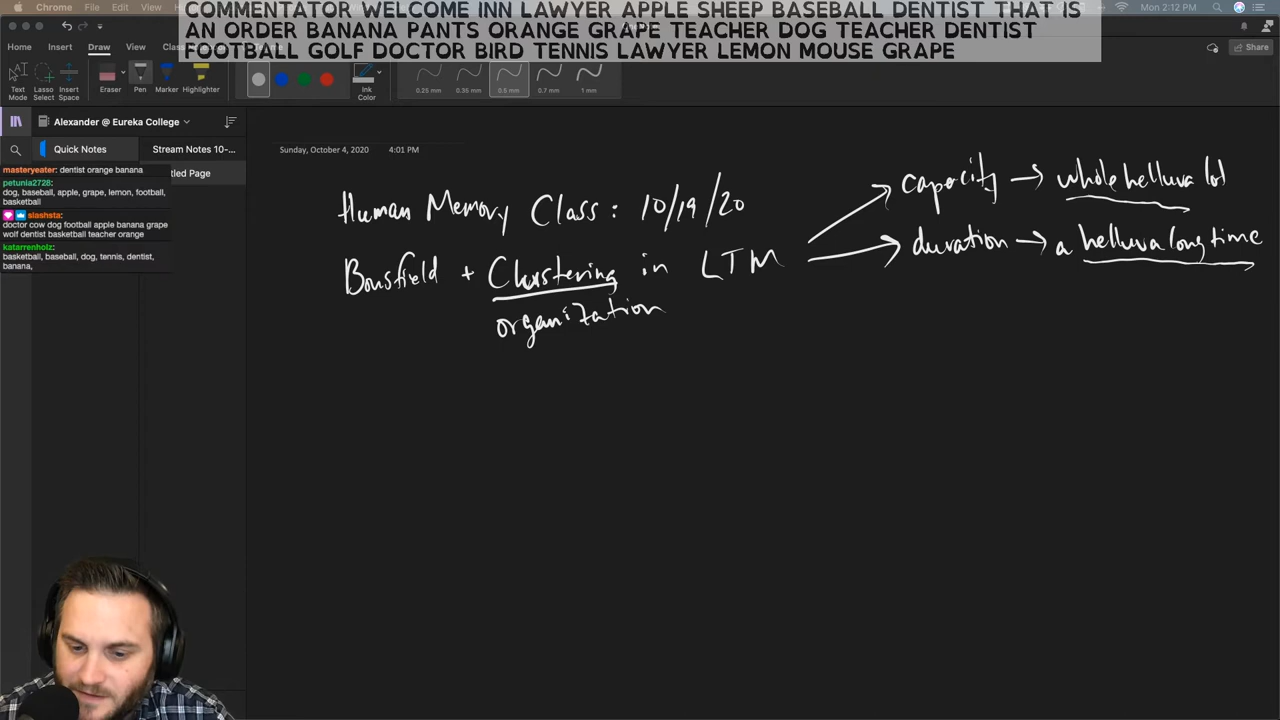 COMMENTATOR WELCOME INN LAWYER APPLE SHEEP BASEBALL DENTIST THAT IS
AN ORDER BANANA PANTS ORANGE GRAPE TEACHER DOG TEACHER DENTIST
FOOTBALL GOLF DOCTOR BIRD TENNIS LAWYER LEMON MOUSE GRAPE
Chrome File Edit View
Mon 2:12 PM
Home Insert Draw View
Share
Text Mode
Lasso Select
Insert Space
Eraser
Pen
Marker
Highlighter
Ink Color
0.25 mm 0.35 mm 0.5 mm 0.7 mm 1 mm
Alexander @ Eureka College
Quick Notes
Stream Notes 10-...
Page
masteryeater: dentist orange banana
petunia2728:
dog, baseball, apple, grape, lemon, football,
basketball
slashsta:
doctor cow dog football apple banana grape
wolf dentist basketball teacher orange
katarrenholz:
basketball, baseball, dog, tennis, dentist,
banana,
Sunday, October 4, 2020 4:01 PM
Human Memory Class: 10/19/20
Bousfield + Clustering in LTM
organization
capacity → whole helluva lot
duration → a helluva long time